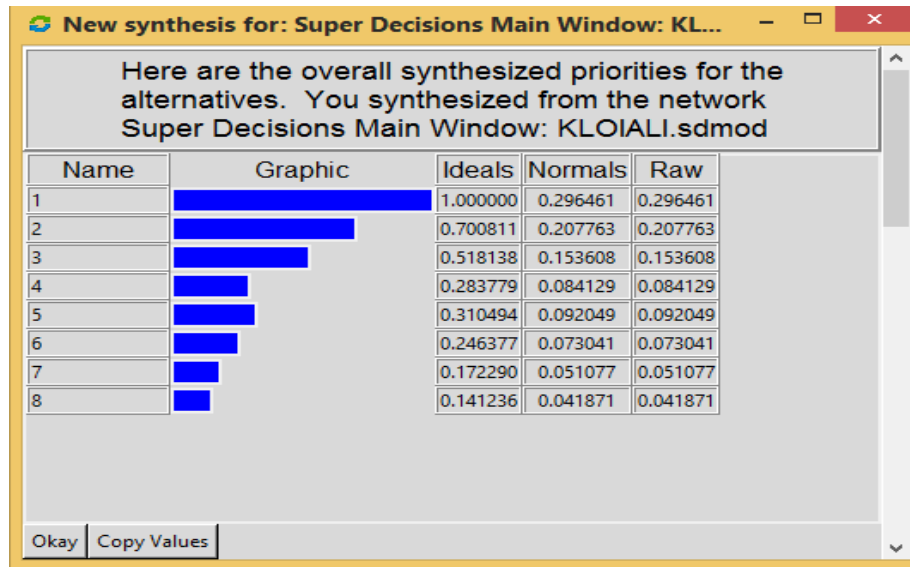 New synthesis for: Super Decisions Main Window: KL...
Here are the overall synthesized priorities for the
alternatives. You synthesized from the network
Super Decisions Main Window: KLOIALI.sdmod
Name Graphic Ideals Normals Raw
1 1.000000 0.296461 0.296461
2 0.700811 0.207763 0.207763
3 0.518138 0.153608 0.153608
4 0.283779 0.084129 0.084129
5 0.310494 0.092049 0.092049
6 0.246377 0.073041 0.073041
7 0.172290 0.051077 0.051077
8 0.141236 0.041871 0.041871
Okay Copy Values